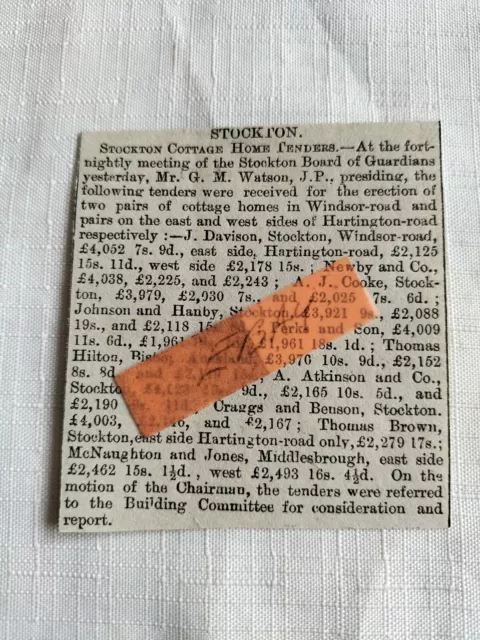 STOCKTON.
STOCKTON COTTAGE HOME TENDERS.—At the fort-
nightly meeting of the Stockton Board of Guardians
yesterday, Mr. G. M. Watson, J.P., presiding, the
following tenders were received for the erection of
two pairs of cottage homes in Windsor-road and
pairs on the east and west sides of Hartington-road
respectively :—J. Davison, Stockton, Windsor-road,
£4,052 7s. 9d., east side, Hartington-road, £2,125
15s. 11d., west side £2,178 15s. ; Newby and Co.,
£4,038, £2,225, and £2,243 ; A. J. Cooke, Stock-
ton, £3,979, £2,030 7s., and £2,025 7s. 6d. ;
Johnson and Hanby, Stockton, £3,921 9s., £2,088
19s., and £2,118 15s. Perks and Son, £4,009
11s. 6d., £1,961 £1,961 18s. 1d. ; Thomas
Hilton, £3,970 10s. 9d., £2,152
8s. 8d. A. Atkinson and Co.,
Stockton, 9d., £2,165 10s. 5d., and
£2,190 Craggs and Benson, Stockton.
£4,003, and £2,167 ; Thomas Brown,
Stockton, east side Hartington-road only, £2,279 17s. ;
McNaughton and Jones, Middlesbrough, east side
£2,462 15s. 1½d., west £2,493 16s. 4½d. On the
motion of the Chairman, the tenders were referred
to the Building Committee for consideration and
report.